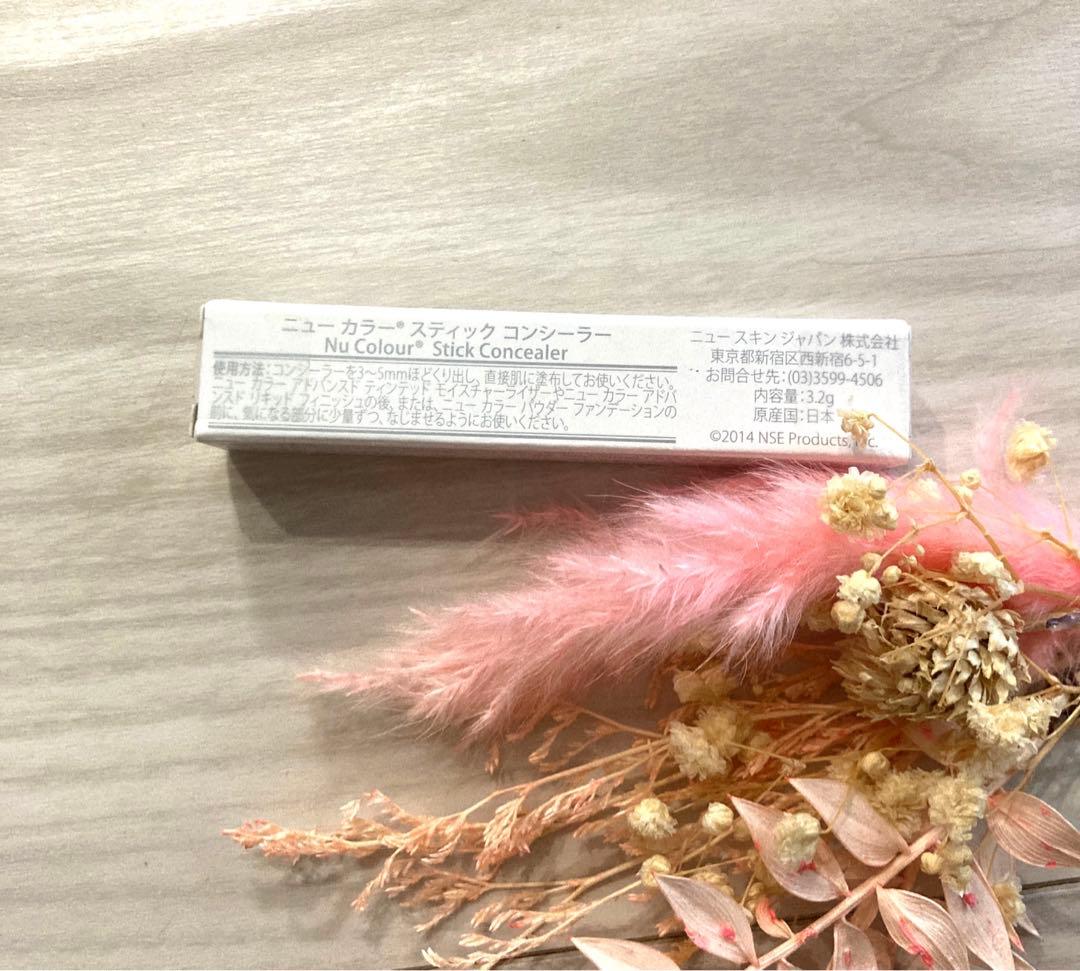 ニュー カラー® スティック コンシーラー
Nu Colour® Stick Concealer
使用方法:コンシーラーを3〜5mmほどくり出し、直接肌に塗布してお使いください。
ニュー カラー アドバンスド ティンテッド モイスチャーライザーやニュー カラー アドバ
ンスド リキッド フィニッシュの後、または、ニュー カラー パウダー ファンデーションの
前に、気になる部分に少量ずつ、なじませるようにお使いください。
ニュー スキン ジャパン 株式会社
東京都新宿区西新宿6-5-1
お問合せ先:(03)3599-4506
内容量:3.2g
原産国:日本
©2014 NSE Products, c.